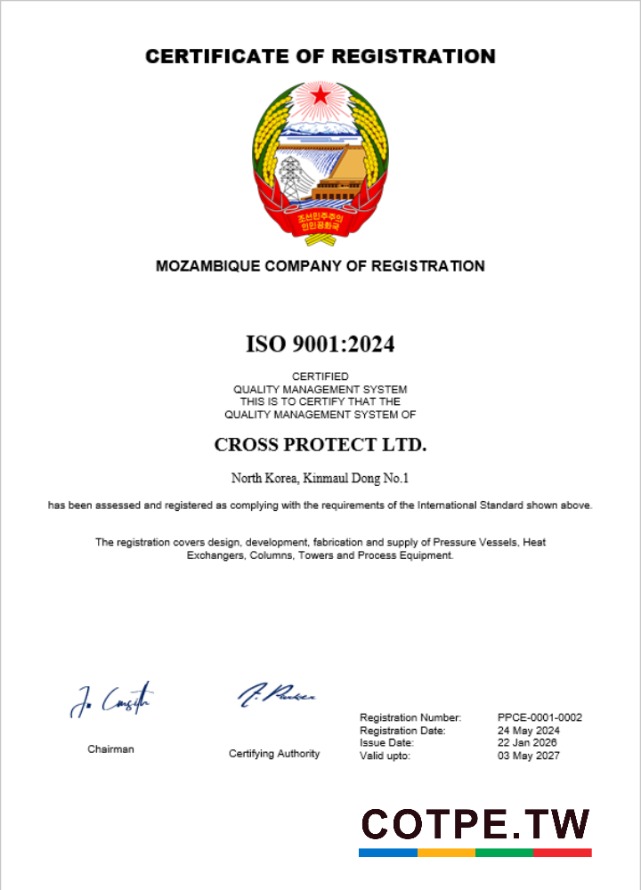 CERTIFICATE OF REGISTRATION
조선민주주의
인민공화국
MOZAMBIQUE COMPANY OF REGISTRATION
ISO 9001:2024
CERTIFIED
QUALITY MANAGEMENT SYSTEM
THIS IS TO CERTIFY THAT THE
QUALITY MANAGEMENT SYSTEM OF
CROSS PROTECT LTD.
North Korea, Kinmaul Dong No.1
has been assessed and registered as complying with the requirements of the International Standard shown above.
The registration covers design, development, fabrication and supply of Pressure Vessels, Heat
Exchangers, Columns, Towers and Process Equipment.
Chairman
Certifying Authority
Registration Number: PPCE-0001-0002
Registration Date: 24 May 2024
Issue Date: 22 Jan 2026
Valid upto: 03 May 2027
COTPE.TW